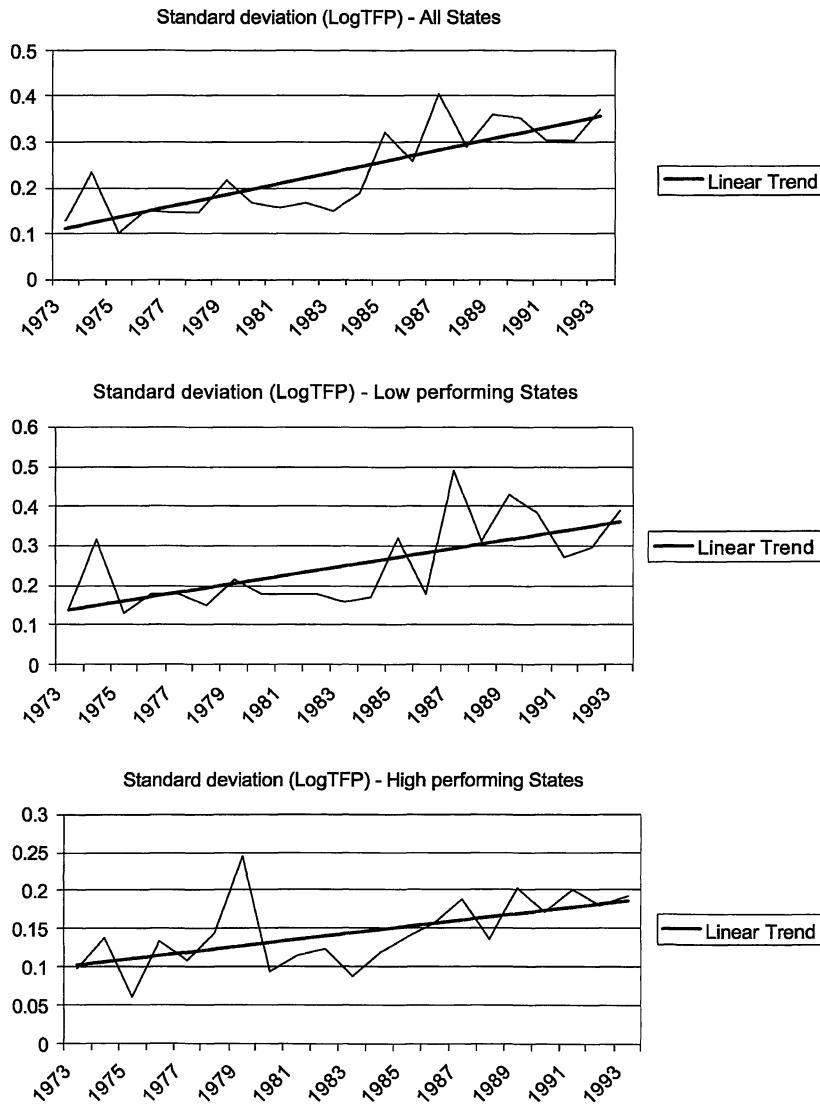 Standard deviation (LogTFP) - All States
0.5
0.4
0.3
0.2
0.1
0
1973 1975 1977 1979 1981 1983 1985 1987 1989 1991 1993
Linear Trend
Standard deviation (LogTFP) - Low performing States
0.6
0.5
0.4
0.3
0.2
0.1
0
1973 1975 1977 1979 1981 1983 1985 1987 1989 1991 1993
Linear Trend
Standard deviation (LogTFP) - High performing States
0.3
0.25
0.2
0.15
0.1
0.05
0
1973 1975 1977 1979 1981 1983 1985 1987 1989 1991 1993
Linear Trend